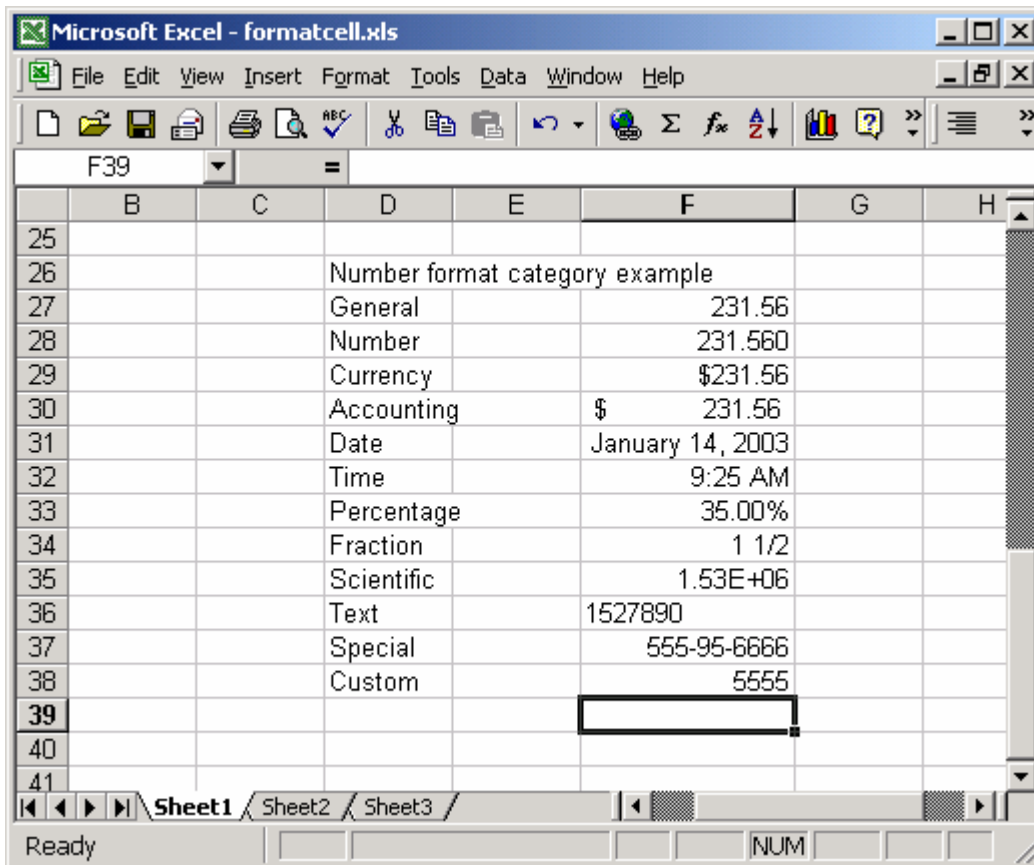 Microsoft Excel - formatcell.xls
File Edit View Insert Format Tools Data Window Help
ABC Σ fx A Z ? » »
F39 =
B C D E F G H
25
26 Number format category example
27 General 231.56
28 Number 231.560
29 Currency $231.56
30 Accounting $ 231.56
31 Date January 14, 2003
32 Time 9:25 AM
33 Percentage 35.00%
34 Fraction 1 1/2
35 Scientific 1.53E+06
36 Text 1527890
37 Special 555-95-6666
38 Custom 5555
39
40
41
Sheet1 Sheet2 Sheet3
Ready NUM